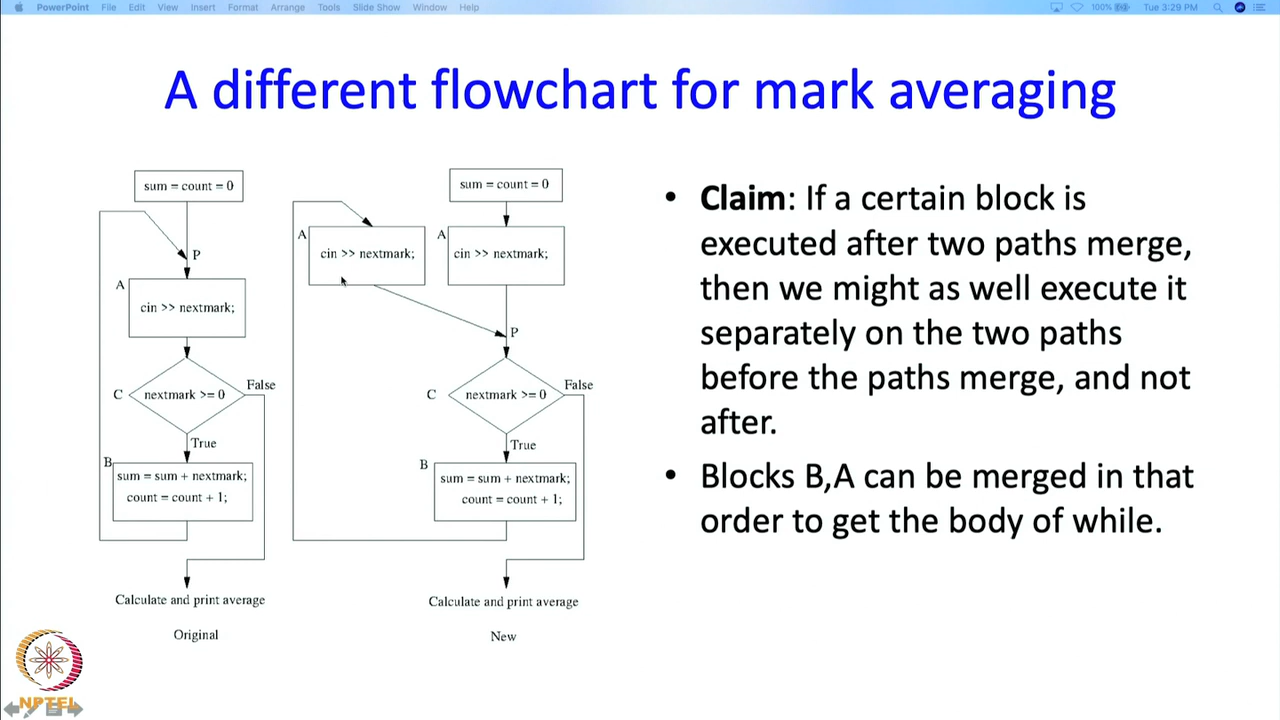 PowerPoint File Edit View Insert Format Arrange Tools Slide Show Window Help 100% Tue 3:29 PM
A different flowchart for mark averaging
sum = count = 0
P
A
cin >> nextmark;
C
nextmark >= 0
False
True
B
sum = sum + nextmark;
count = count + 1;
Calculate and print average
Original
sum = count = 0
A
cin >> nextmark;
A
cin >> nextmark;
P
C
nextmark >= 0
False
True
B
sum = sum + nextmark;
count = count + 1;
Calculate and print average
New
• Claim: If a certain block is
executed after two paths merge,
then we might as well execute it
separately on the two paths
before the paths merge, and not
after.
• Blocks B,A can be merged in that
order to get the body of while.
NPTEL